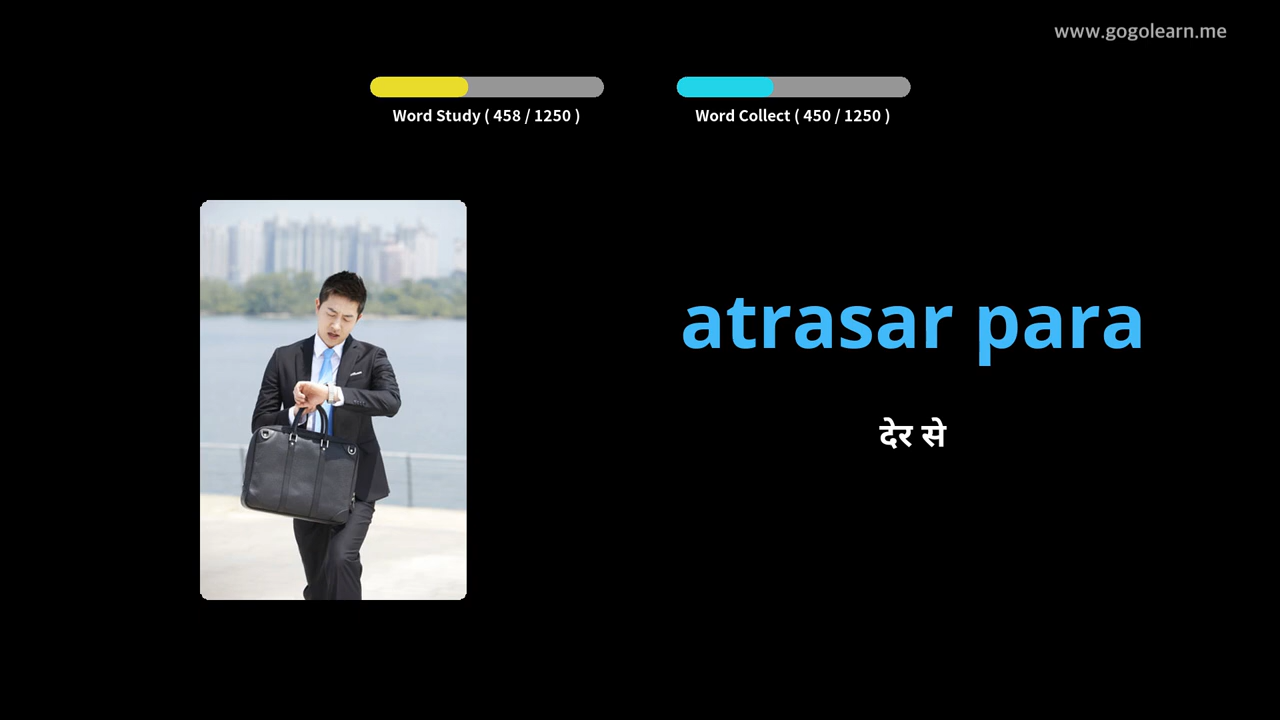 www.gogolearn.me
Word Study ( 458 / 1250 )
Word Collect ( 450 / 1250 )
atrasar para
देर से